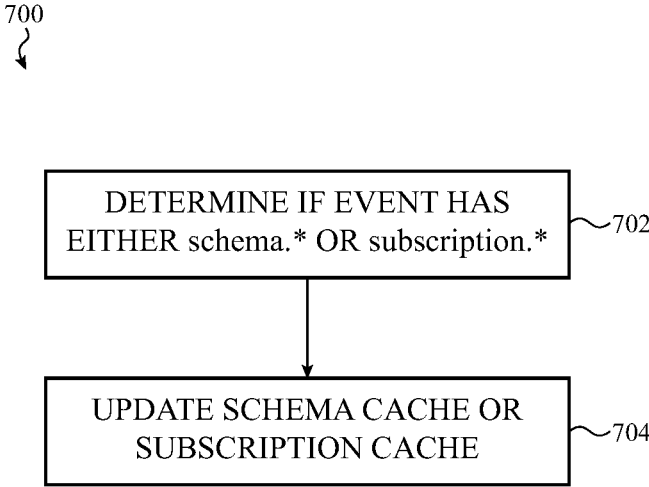 700
DETERMINE IF EVENT HAS
EITHER schema.* OR subscription.*
702
UPDATE SCHEMA CACHE OR
SUBSCRIPTION CACHE
704